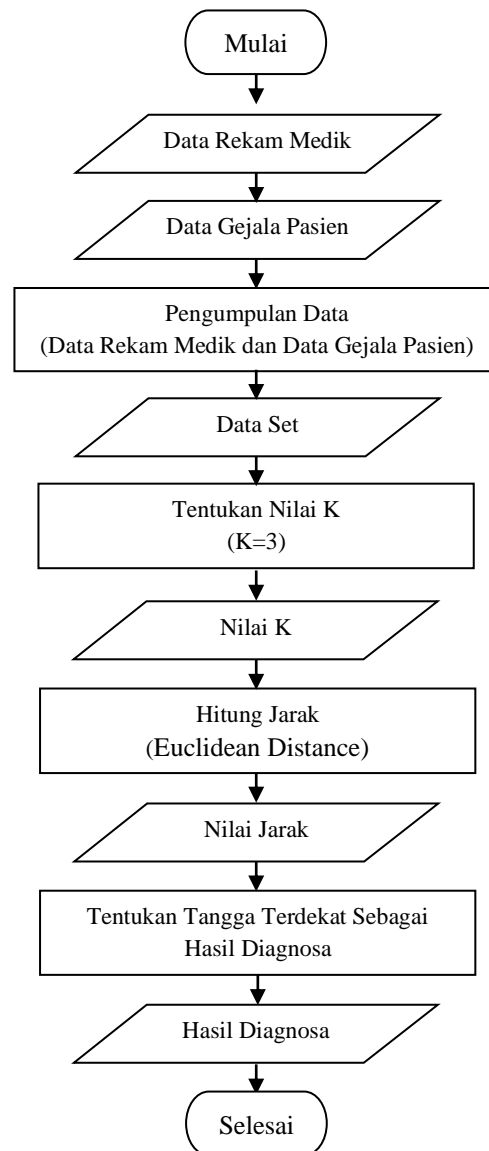 Mulai
Data Rekam Medik
Data Gejala Pasien
Pengumpulan Data
(Data Rekam Medik dan Data Gejala Pasien)
Data Set
Tentukan Nilai K
(K=3)
Nilai K
Hitung Jarak
(Euclidean Distance)
Nilai Jarak
Tentukan Tangga Terdekat Sebagai
Hasil Diagnosa
Hasil Diagnosa
Selesai